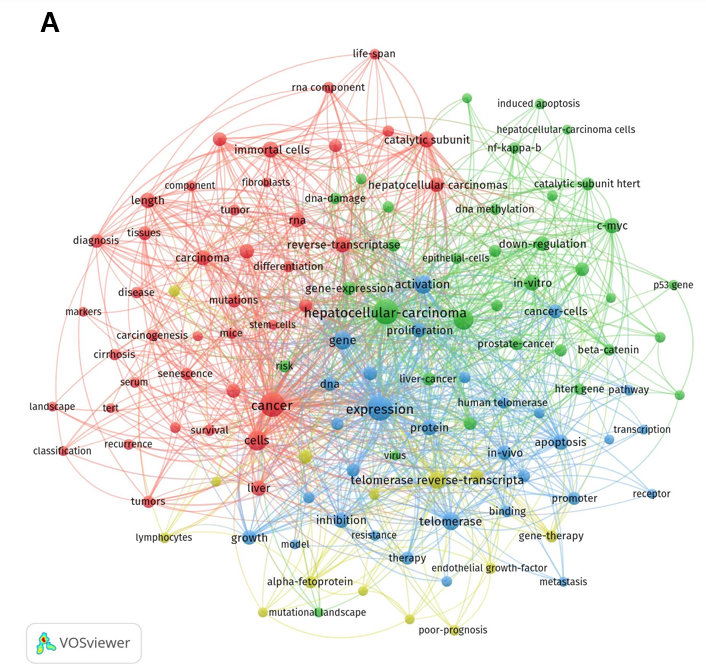 A
life-span
rna component
induced apoptosis
hepatocellular-carcinoma cells
catalytic subunit
immortal cells
nf-kappa-b
component
fibroblasts
hepatocellular carcinomas
catalytic subunit htert
length
dna-damage
tumor
dna methylation
rna
c-myc
tissues
diagnosis
reverse-transcriptase
down-regulation
carcinoma
epithelial-cells
differentiation
gene-expression
activation
in-vitro
p53 gene
disease
mutations
markers
hepatocellular-carcinoma
cancer-cells
stem-cells
proliferation
carcinogenesis
mice
gene
prostate-cancer
beta-catenin
cirrhosis
risk
senescence
serum
dna
liver-cancer
htert gene
pathway
landscape
tert
cancer
expression
human telomerase
survival
protein
transcription
recurrence
cells
apoptosis
classification
virus
in-vivo
telomerase reverse-transcripta
liver
receptor
tumors
promoter
binding
inhibition
telomerase
lymphocytes
growth
model
resistance
gene-therapy
therapy
endothelial growth-factor
alpha-fetoprotein
metastasis
mutational landscape
poor-prognosis
VOSviewer